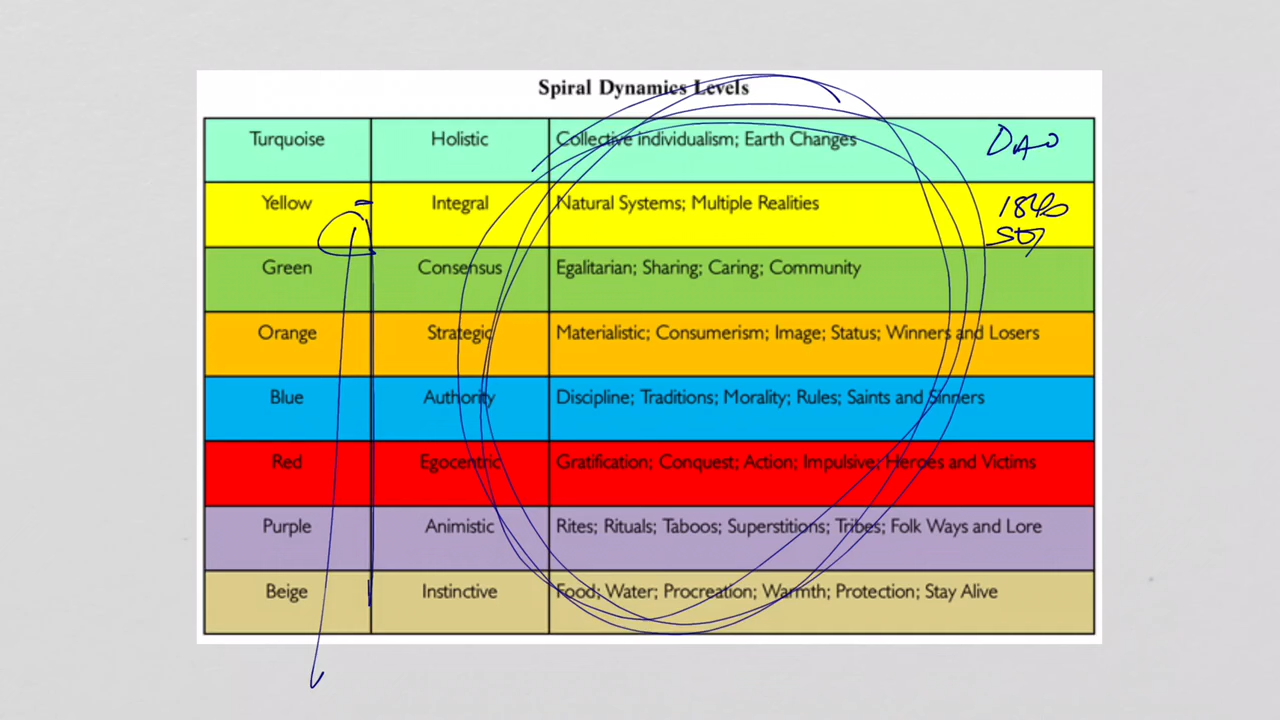 Spiral Dynamics Levels
Turquoise Holistic Collective individualism; Earth Changes DAO
Yellow Integral Natural Systems; Multiple Realities
Green Consensus Egalitarian; Sharing; Caring; Community
Orange Strategic Materialistic; Consumerism; Image; Status; Winners and Losers
Blue Authority Discipline; Traditions; Morality; Rules; Saints and Sinners
Red Egocentric Gratification; Conquest; Action; Impulsive; Heroes and Victims
Purple Animistic Rites; Rituals; Taboos; Superstitions; Tribes; Folk Ways and Lore
Beige Instinctive Food; Water; Procreation; Warmth; Protection; Stay Alive